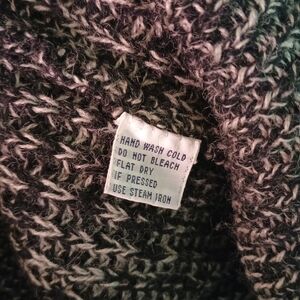 HAND WASH COLD
DO NOT BLEACH
FLAT DRY
IF PRESSED
USE STEAM IRON